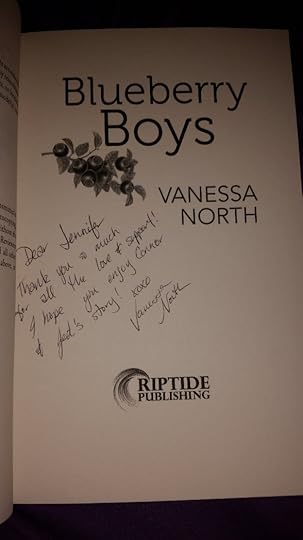 Blueberry
Boys
VANESSA
NORTH
Dear Jennifer
Thank you so much
for all the love & support!
I hope you enjoy Connor
& Jed's story! xoxo
Vanessa
North
RIPTIDE
PUBLISHING